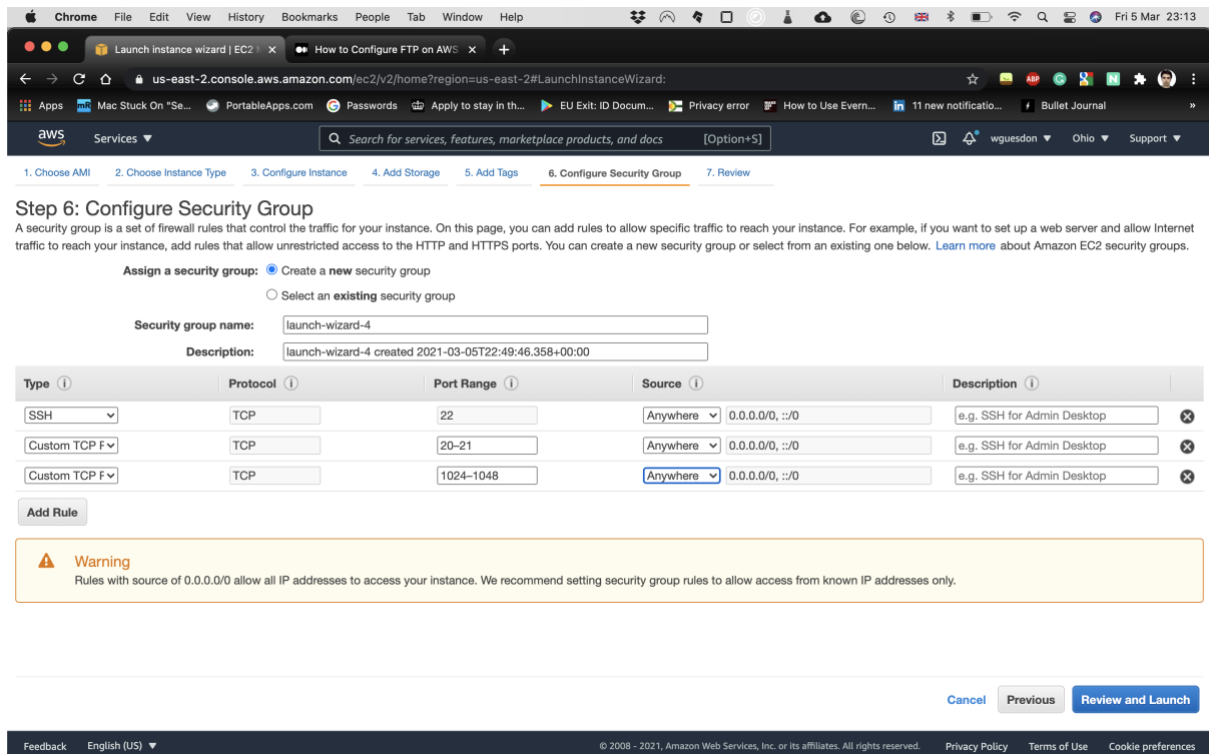 Chrome File Edit View History Bookmarks People Tab Window Help Fri 5 Mar 23:13
Launch instance wizard | EC2 How to Configure FTP on AWS
us-east-2.console.aws.amazon.com/ec2/v2/home?region=us-east-2#LaunchInstanceWizard:
Apps Mac Stuck On "Se... PortableApps.com Passwords Apply to stay in th... EU Exit: ID Docum... Privacy error How to Use Evern... 11 new notificatio... Bullet Journal »
aws Services Search for services, features, marketplace products, and docs [Option+S] wguesdon Ohio Support
1. Choose AMI 2. Choose Instance Type 3. Configure Instance 4. Add Storage 5. Add Tags 6. Configure Security Group 7. Review
Step 6: Configure Security Group
A security group is a set of firewall rules that control the traffic for your instance. On this page, you can add rules to allow specific traffic to reach your instance. For example, if you want to set up a web server and allow Internet
traffic to reach your instance, add rules that allow unrestricted access to the HTTP and HTTPS ports. You can create a new security group or select from an existing one below. Learn more about Amazon EC2 security groups.
Assign a security group: Create a new security group
Select an existing security group
Security group name: launch-wizard-4
Description: launch-wizard-4 created 2021-03-05T22:49:46.358+00:00
Type Protocol Port Range Source Description
SSH TCP 22 Anywhere 0.0.0.0/0, ::/0 e.g. SSH for Admin Desktop
Custom TCP F TCP 20–21 Anywhere 0.0.0.0/0, ::/0 e.g. SSH for Admin Desktop
Custom TCP F TCP 1024–1048 Anywhere 0.0.0.0/0, ::/0 e.g. SSH for Admin Desktop
Add Rule
Warning
Rules with source of 0.0.0.0/0 allow all IP addresses to access your instance. We recommend setting security group rules to allow access from known IP addresses only.
Cancel Previous Review and Launch
Feedback English (US) © 2008 - 2021, Amazon Web Services, Inc. or its affiliates. All rights reserved. Privacy Policy Terms of Use Cookie preferences